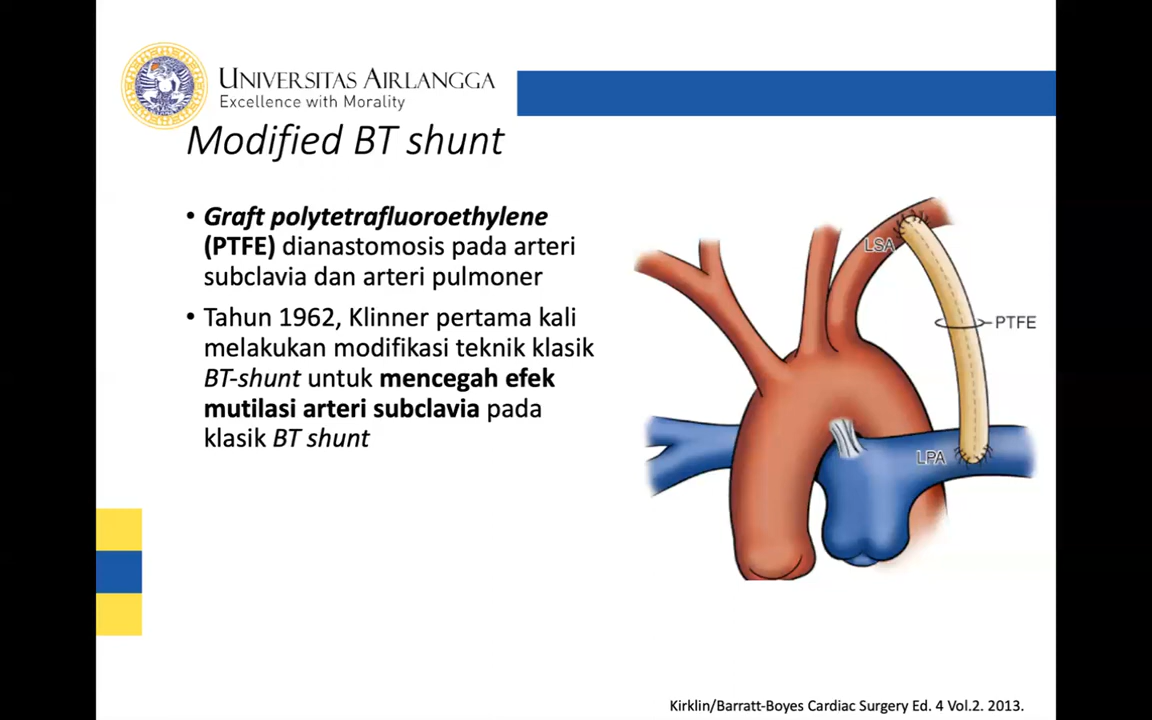 UNIVERSITAS AIRLANGGA
Excellence with Morality
Modified BT shunt
• Graft polytetrafluoroethylene
(PTFE) dianastomosis pada arteri
subclavia dan arteri pulmoner
• Tahun 1962, Klinner pertama kali
melakukan modifikasi teknik klasik
BT-shunt untuk mencegah efek
mutilasi arteri subclavia pada
klasik BT shunt
LSA
PTFE
LPA
Kirklin/Barratt-Boyes Cardiac Surgery Ed. 4 Vol.2. 2013.